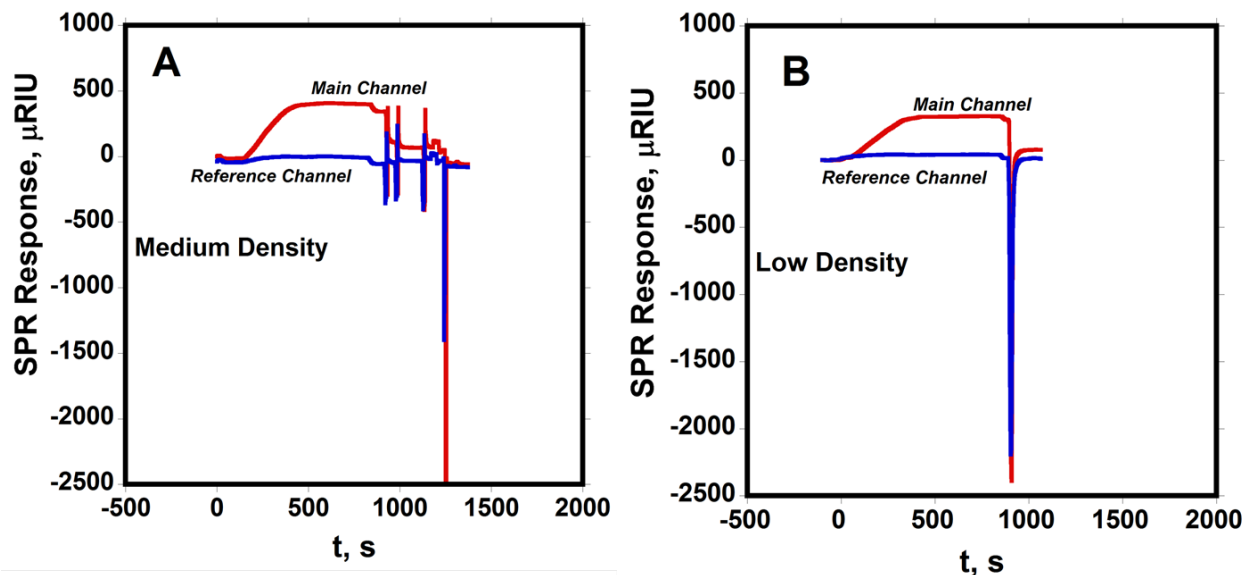 A
Main Channel
Reference Channel
Medium Density
SPR Response, μRIU
1000
500
0
-500
-1000
-1500
-2000
-2500
-500 0 500 1000 1500 2000
t, s
B
Main Channel
Reference Channel
Low Density
SPR Response, μRIU
1000
500
0
-500
-1000
-1500
-2000
-2500
-500 0 500 1000 1500 2000
t, s